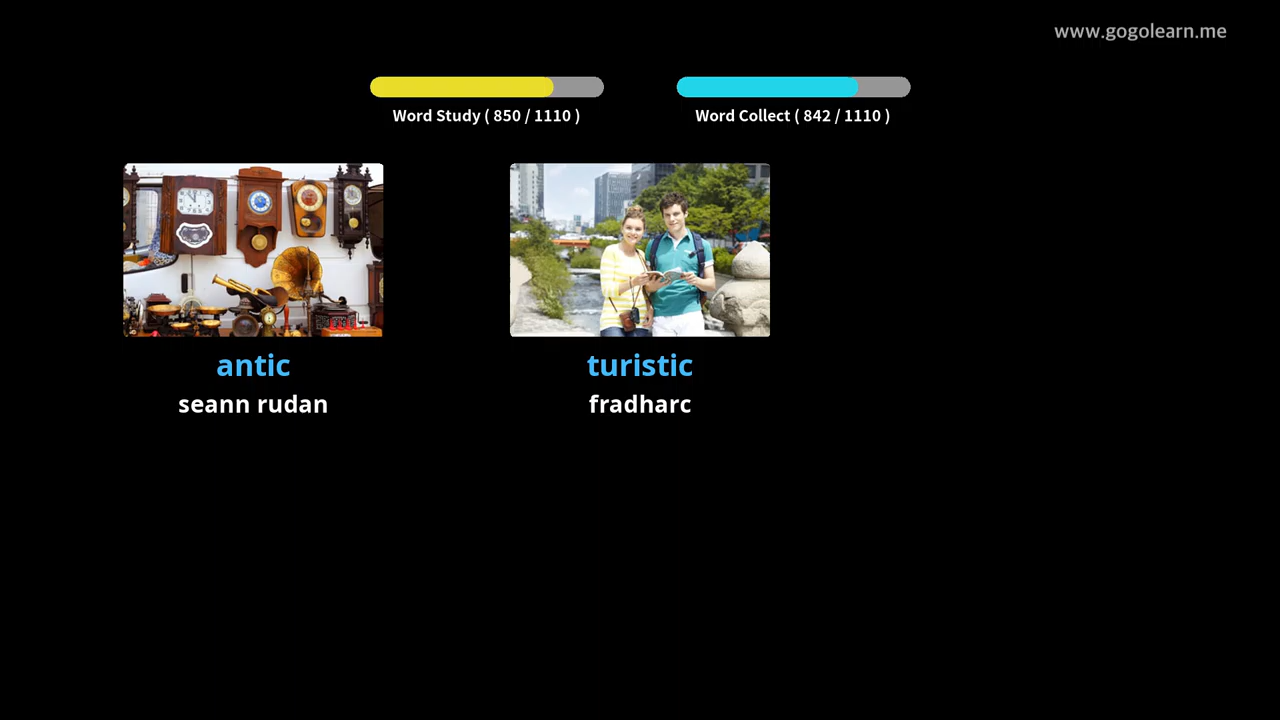 www.gogolearn.me
Word Study ( 850 / 1110 )
Word Collect ( 842 / 1110 )
antic
seann rudan
turistic
fradharc